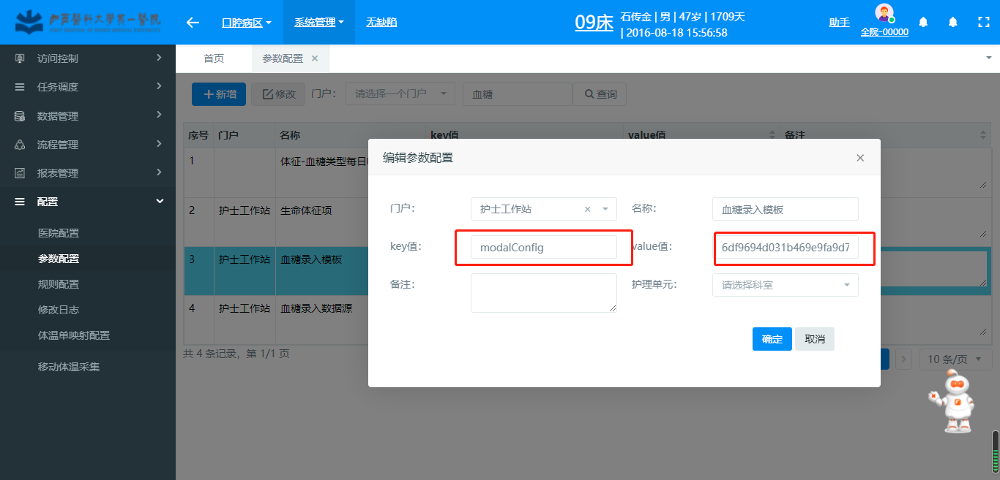 口腔病区 系统管理 无缺陷
09床 石传金 | 男 | 47岁 | 1709天
| 2016-08-18 15:56:58
助手 全院-00000
访问控制
任务调度
数据管理
流程管理
报表管理
配置
医院配置
参数配置
规则配置
修改日志
体温单映射配置
移动体温采集
首页 参数配置 ×
新增 修改 门户： 请选择一个门户 血糖 查询
序号 门户 名称 key值 value值 备注
1 体征-血糖类型每日
2 护士工作站 生命体征项
3 护士工作站 血糖录入模板
4 护士工作站 血糖录入数据源
共 4 条记录，第 1/1 页
10 条/页
编辑参数配置 ×
门户： 护士工作站 × 名称： 血糖录入模板
key值： modalConfig value值： 6df9694d031b469e9fa9d7
备注： 护理单元： 请选择科室
确定 取消